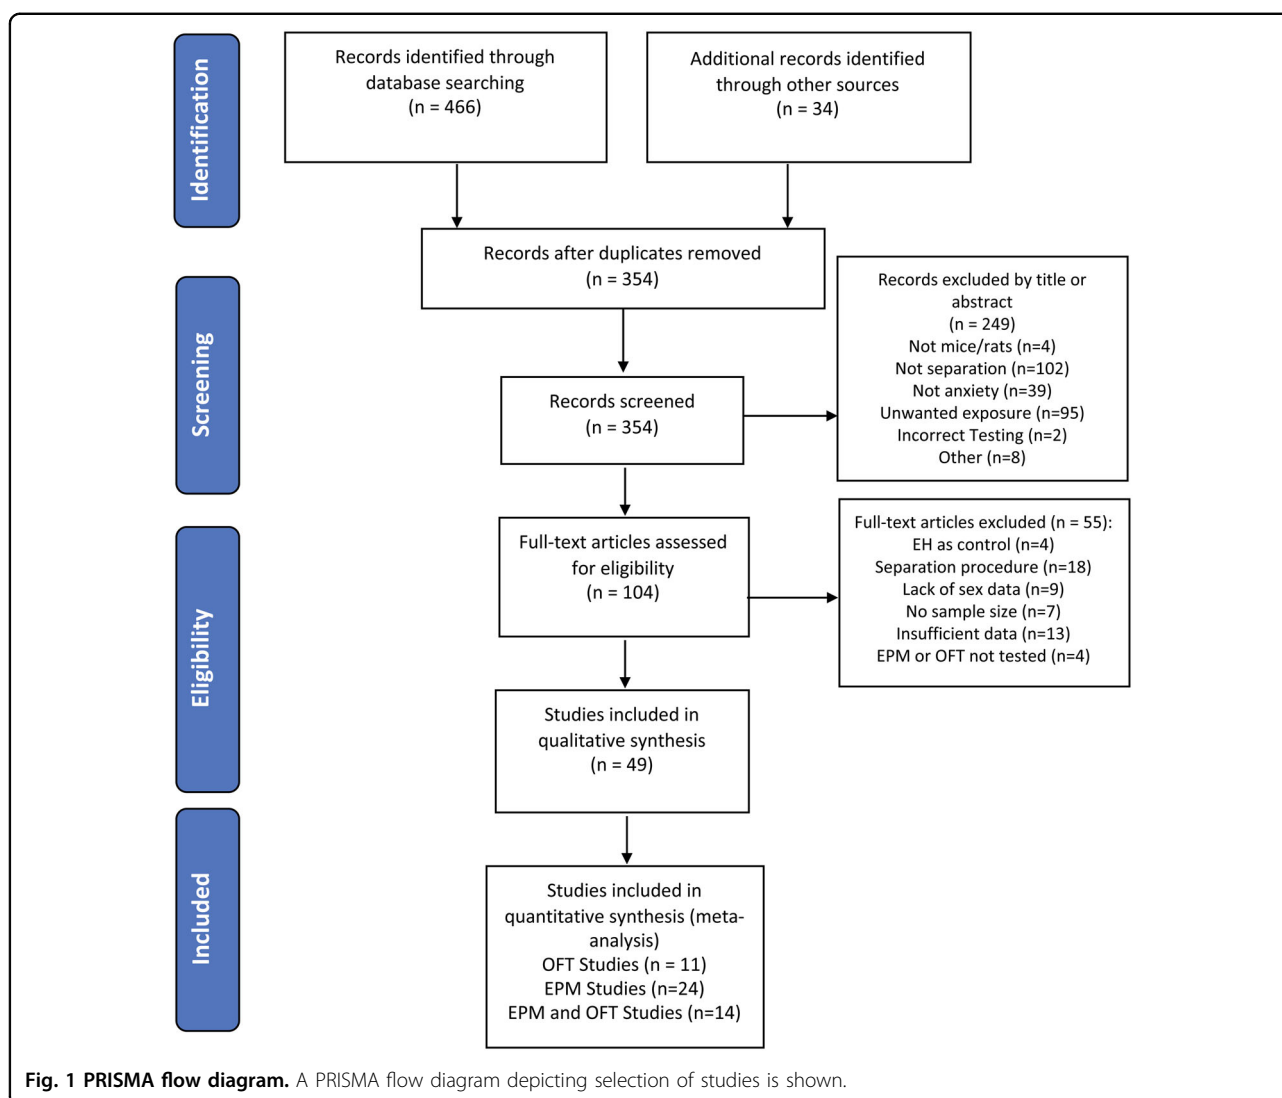 Identification
Records identified through
database searching
(n = 466)
Additional records identified
through other sources
(n = 34)
Records after duplicates removed
(n = 354)
Screening
Records screened
(n = 354)
Records excluded by title or
abstract
(n = 249)
Not mice/rats (n=4)
Not separation (n=102)
Not anxiety (n=39)
Unwanted exposure (n=95)
Incorrect Testing (n=2)
Other (n=8)
Eligibility
Full-text articles assessed
for eligibility
(n = 104)
Full-text articles excluded (n = 55):
EH as control (n=4)
Separation procedure (n=18)
Lack of sex data (n=9)
No sample size (n=7)
Insufficient data (n=13)
EPM or OFT not tested (n=4)
Studies included in
qualitative synthesis
(n = 49)
Included
Studies included in
quantitative synthesis (meta-
analysis)
OFT Studies (n = 11)
EPM Studies (n=24)
EPM and OFT Studies (n=14)
Fig. 1 PRISMA flow diagram. A PRISMA flow diagram depicting selection of studies is shown.